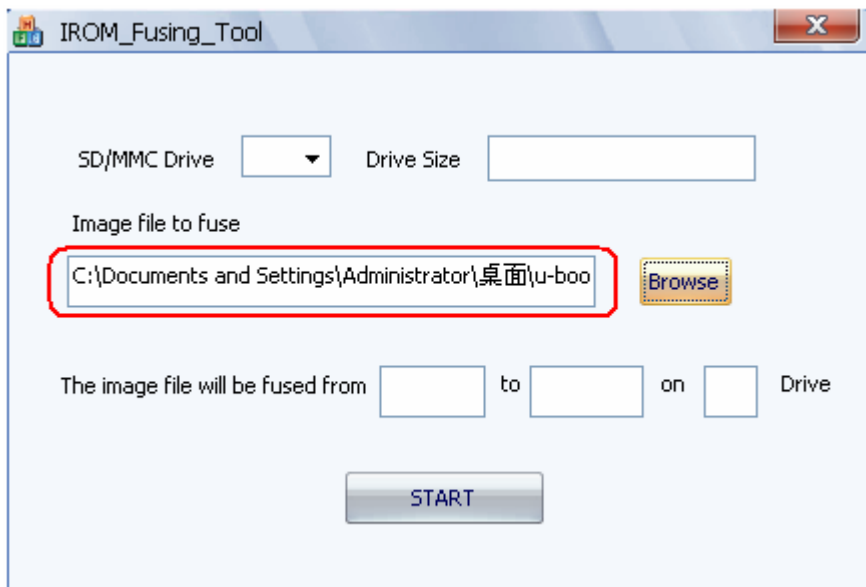 IROM_Fusing_Tool
SD/MMC Drive Drive Size
Image file to fuse
C:\Documents and Settings\Administrator\桌面\u-boo
Browse
The image file will be fused from to on Drive
START